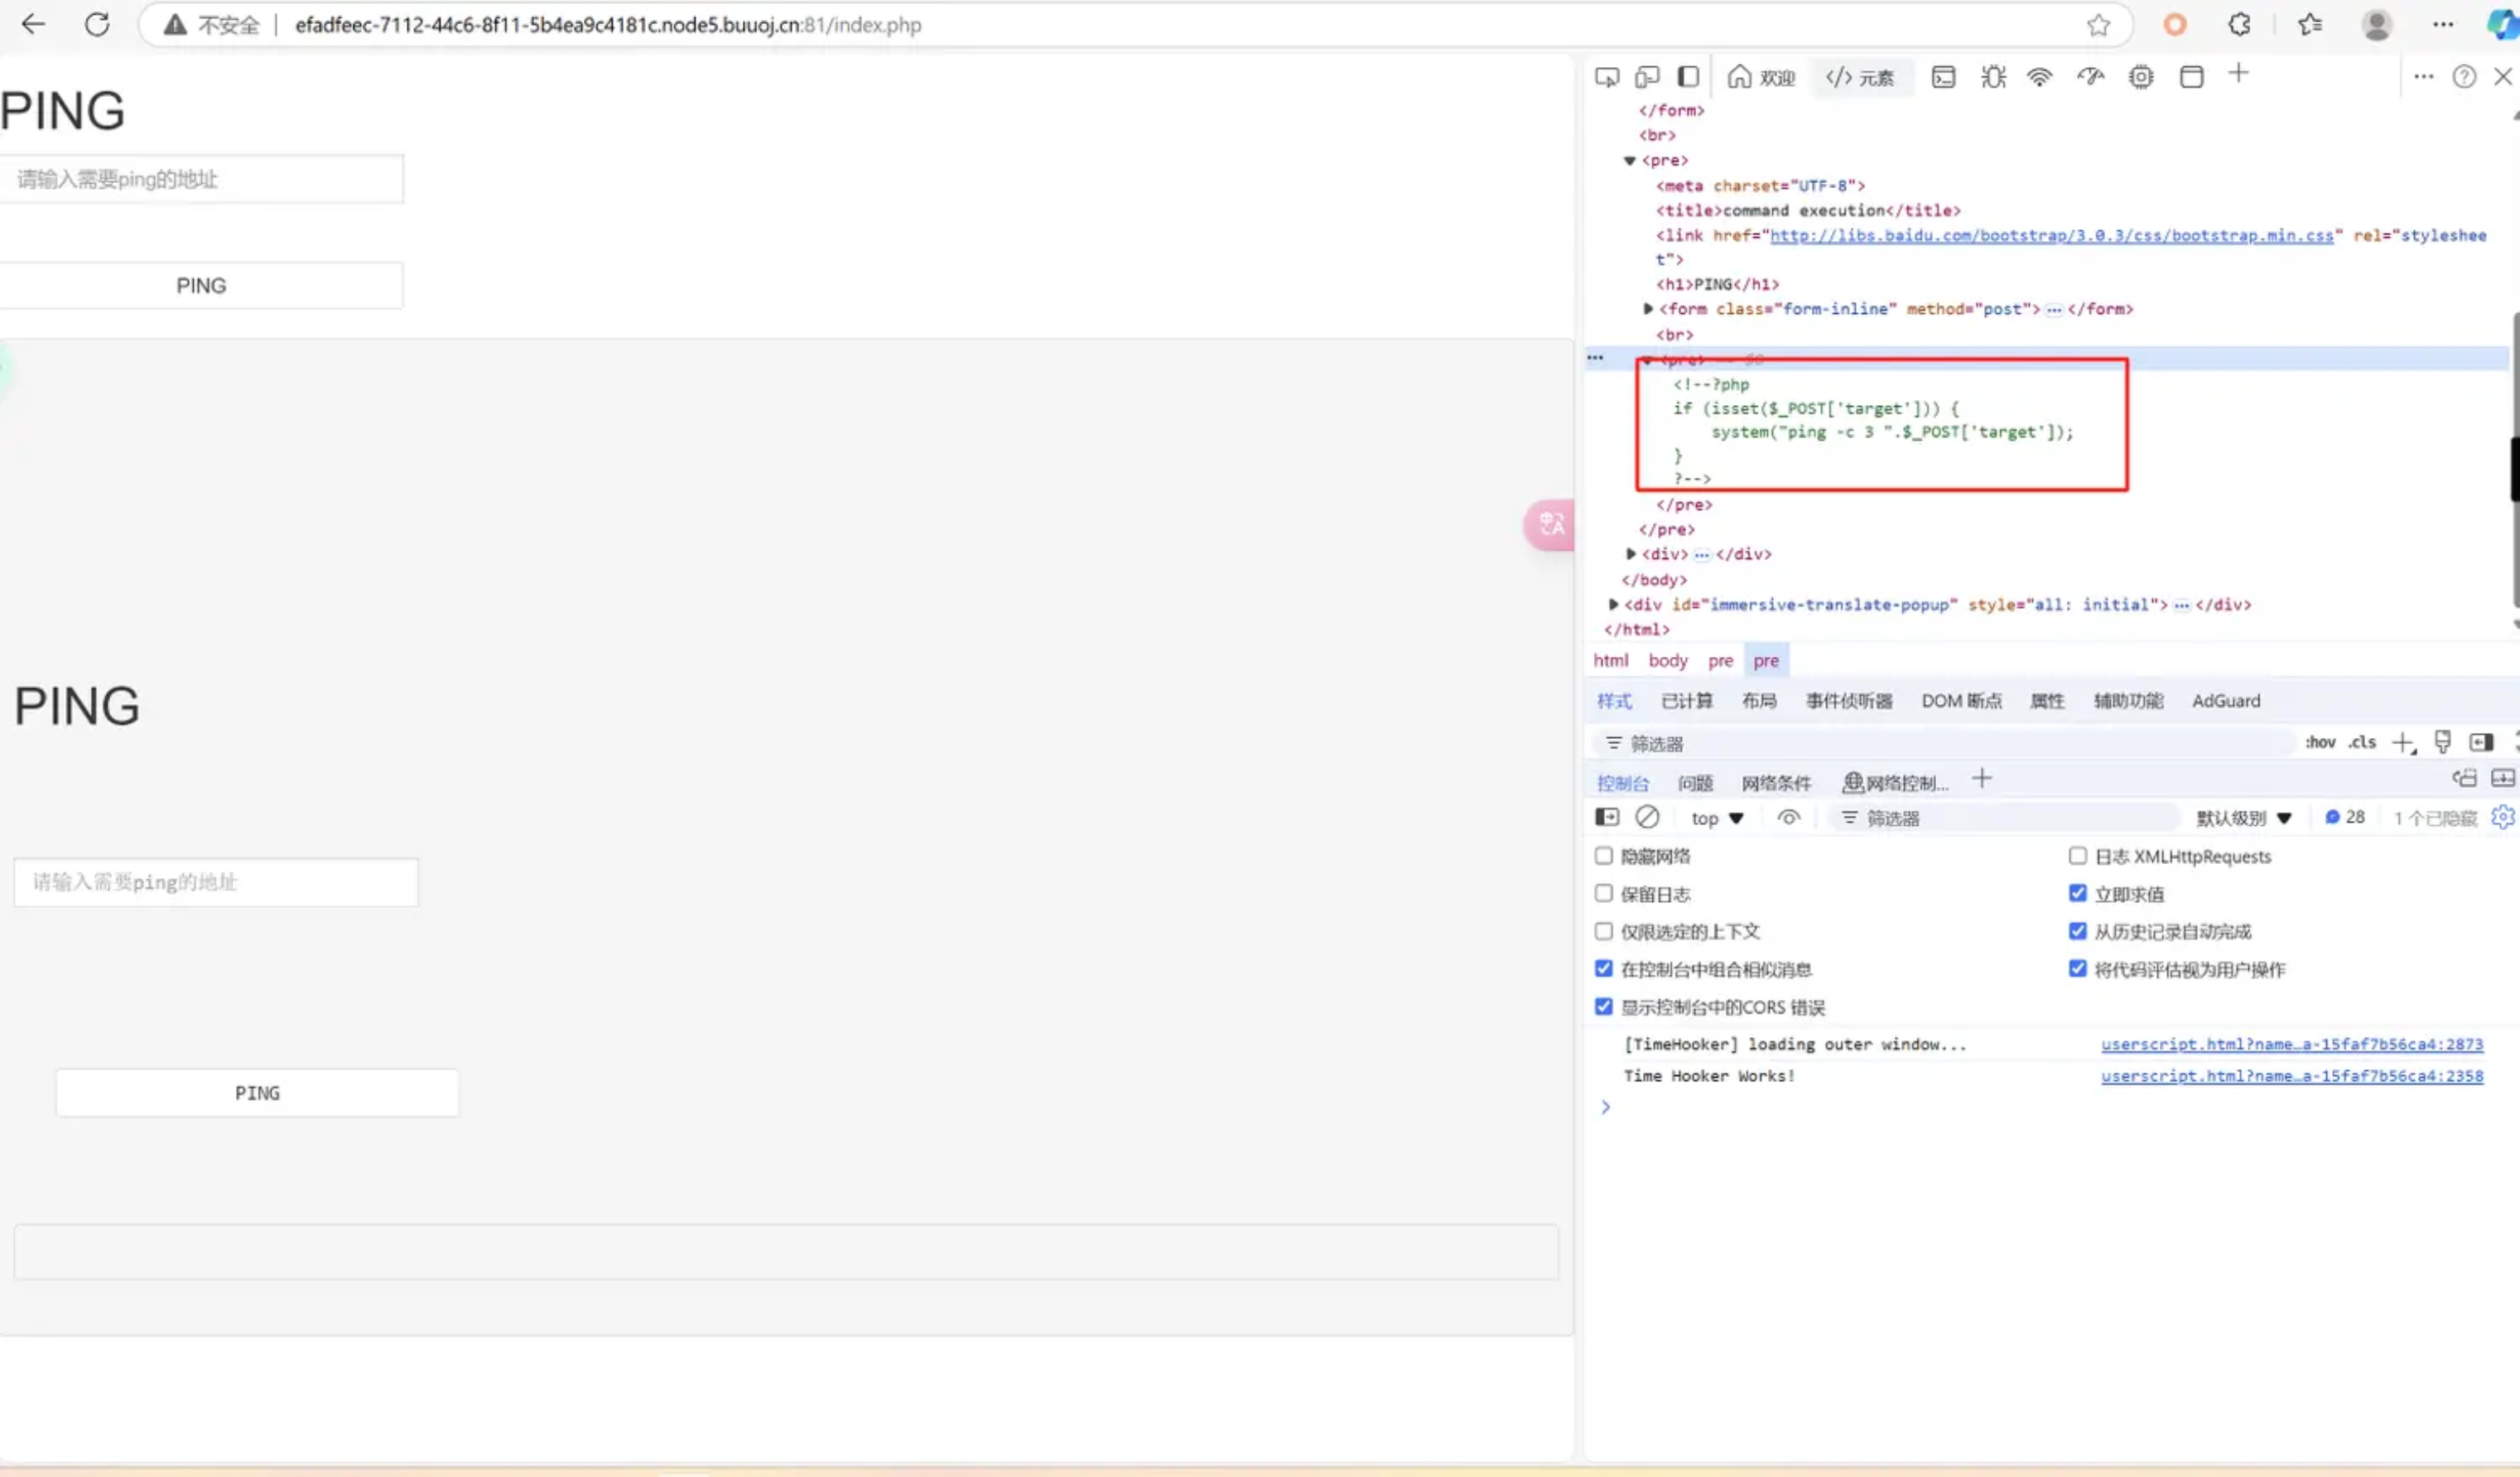 不安全 efadfeec-7112-44c6-8f11-5b4ea9c4181c.node5.buuoj.cn:81/index.php
PING
请输入需要ping的地址
PING
PING
请输入需要ping的地址
PING
欢迎 </> 元素
</form>
<br>
<pre>
<meta charset="UTF-8">
<title>command execution</title>
<link href="http://libs.baidu.com/bootstrap/3.0.3/css/bootstrap.min.css" rel="styleshee
t">
<h1>PING</h1>
<form class="form-inline" method="post"> … </form>
<br>
<pre> == $0
<!--?php
if (isset($_POST['target'])) {
system("ping -c 3 ".$_POST['target']);
}
?-->
</pre>
</pre>
<div> … </div>
</body>
<div id="immersive-translate-popup" style="all: initial"> … </div>
</html>
html body pre pre
样式 已计算 布局 事件侦听器 DOM 断点 属性 辅助功能 AdGuard
筛选器 :hov .cls
控制台 问题 网络条件 网络控制...
top 筛选器 默认级别 28 1 个已隐藏
隐藏网络 日志 XMLHttpRequests
保留日志 立即求值
仅限选定的上下文 从历史记录自动完成
在控制台中组合相似消息 将代码评估视为用户操作
显示控制台中的CORS 错误
[TimeHooker] loading outer window... userscript.html?name…a-15faf7b56ca4:2873
Time Hooker Works! userscript.html?name…a-15faf7b56ca4:2358